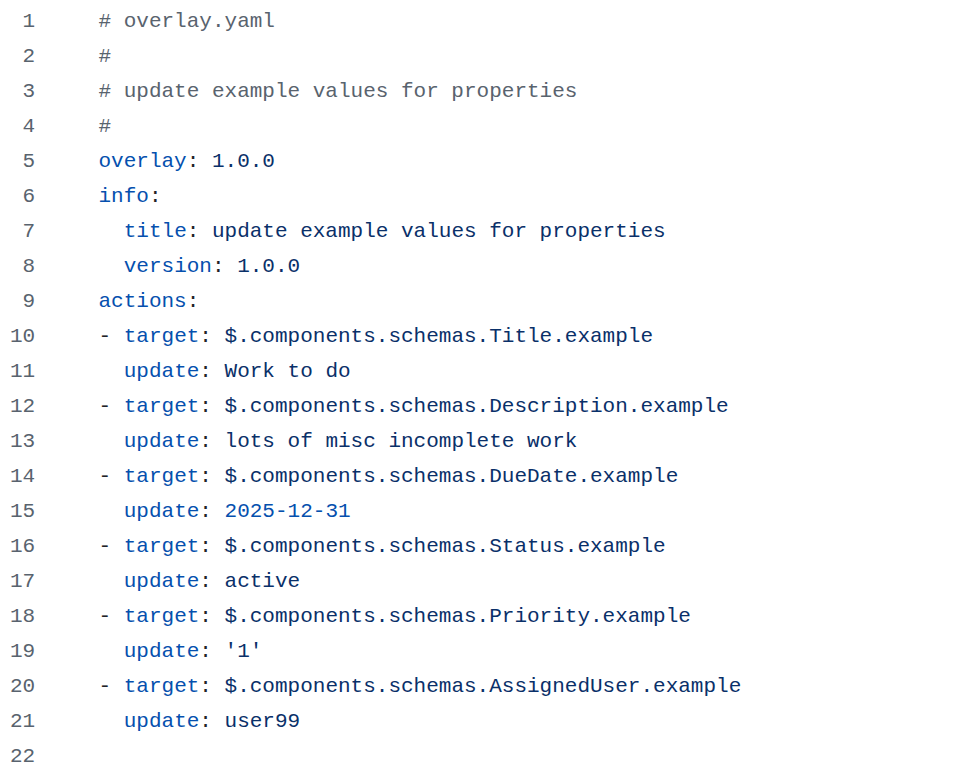 1 # overlay.yaml
2 #
3 # update example values for properties
4 #
5 overlay: 1.0.0
6 info:
7   title: update example values for properties
8   version: 1.0.0
9 actions:
10 - target: $.components.schemas.Title.example
11   update: Work to do
12 - target: $.components.schemas.Description.example
13   update: lots of misc incomplete work
14 - target: $.components.schemas.DueDate.example
15   update: 2025-12-31
16 - target: $.components.schemas.Status.example
17   update: active
18 - target: $.components.schemas.Priority.example
19   update: '1'
20 - target: $.components.schemas.AssignedUser.example
21   update: user99
22